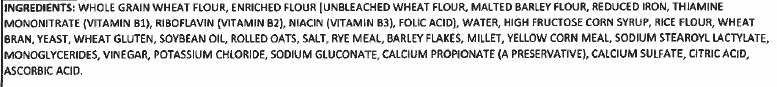 INGREDIENTS: WHOLE GRAIN WHEAT FLOUR, ENRICHED FLOUR [UNBLEACHED WHEAT FLOUR, MALTED BARLEY FLOUR, REDUCED IRON, THIAMINE
MONONITRATE (VITAMIN B1), RIBOFLAVIN (VITAMIN B2), NIACIN (VITAMIN B3), FOLIC ACID], WATER, HIGH FRUCTOSE CORN SYRUP, RICE FLOUR, WHEAT
BRAN, YEAST, WHEAT GLUTEN, SOYBEAN OIL, ROLLED OATS, SALT, RYE MEAL, BARLEY FLAKES, MILLET, YELLOW CORN MEAL, SODIUM STEAROYL LACTYLATE,
MONOGLYCERIDES, VINEGAR, POTASSIUM CHLORIDE, SODIUM GLUCONATE, CALCIUM PROPIONATE (A PRESERVATIVE), CALCIUM SULFATE, CITRIC ACID,
ASCORBIC ACID.